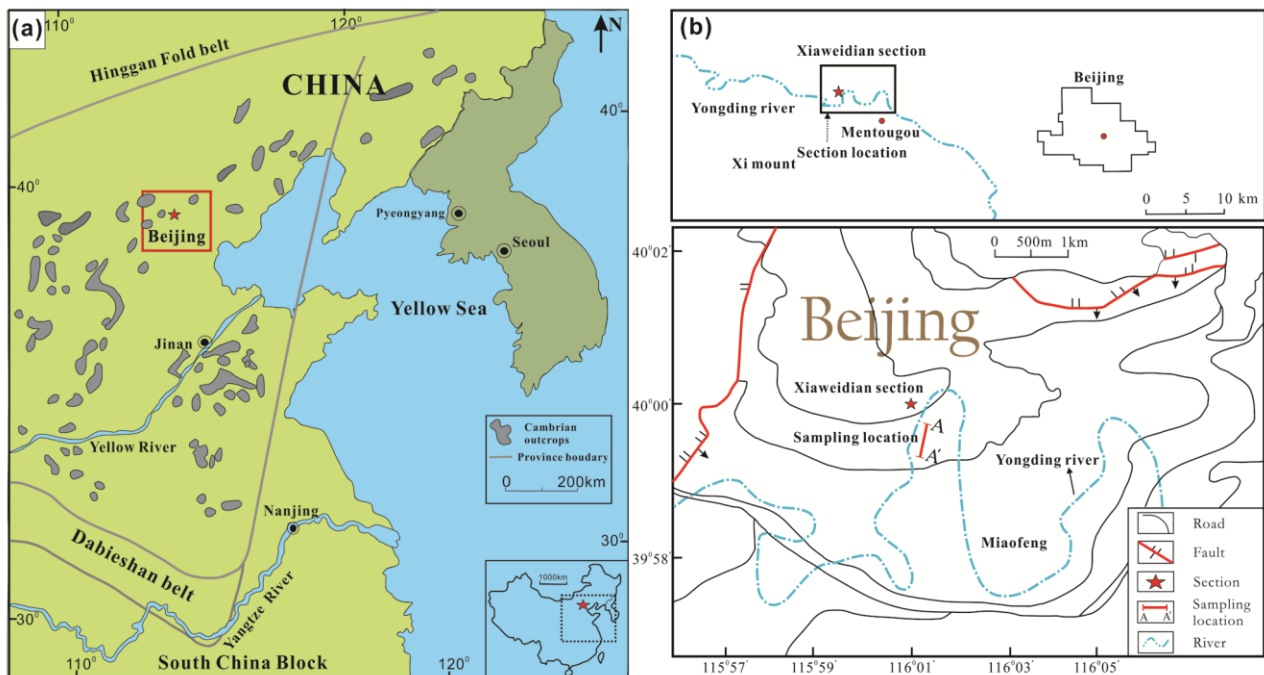 (a)
110°
120°
N
Hinggan Fold belt
CHINA
40°
40°
Beijing
Pyeongyang
Seoul
Yellow Sea
Jinan
Yellow River
Cambrian
outcrops
Province boudary
0 200km
Nanjing
30°
Dabieshan belt
Yangtze River
1000km
30°
110°
South China Block
120°
(b)
Xiaweidian section
Beijing
Yongding river
Mentougou
Section location
Xi mount
0 5 10 km
40°02'
0 500m 1km
Beijing
Xiaweidian section
40°00'
Sampling location
A
A'
Yongding river
39°58'
Miaofeng
Road
Fault
Section
A A'
Sampling
location
River
115°57'
115°59'
116°01'
116°03'
116°05'